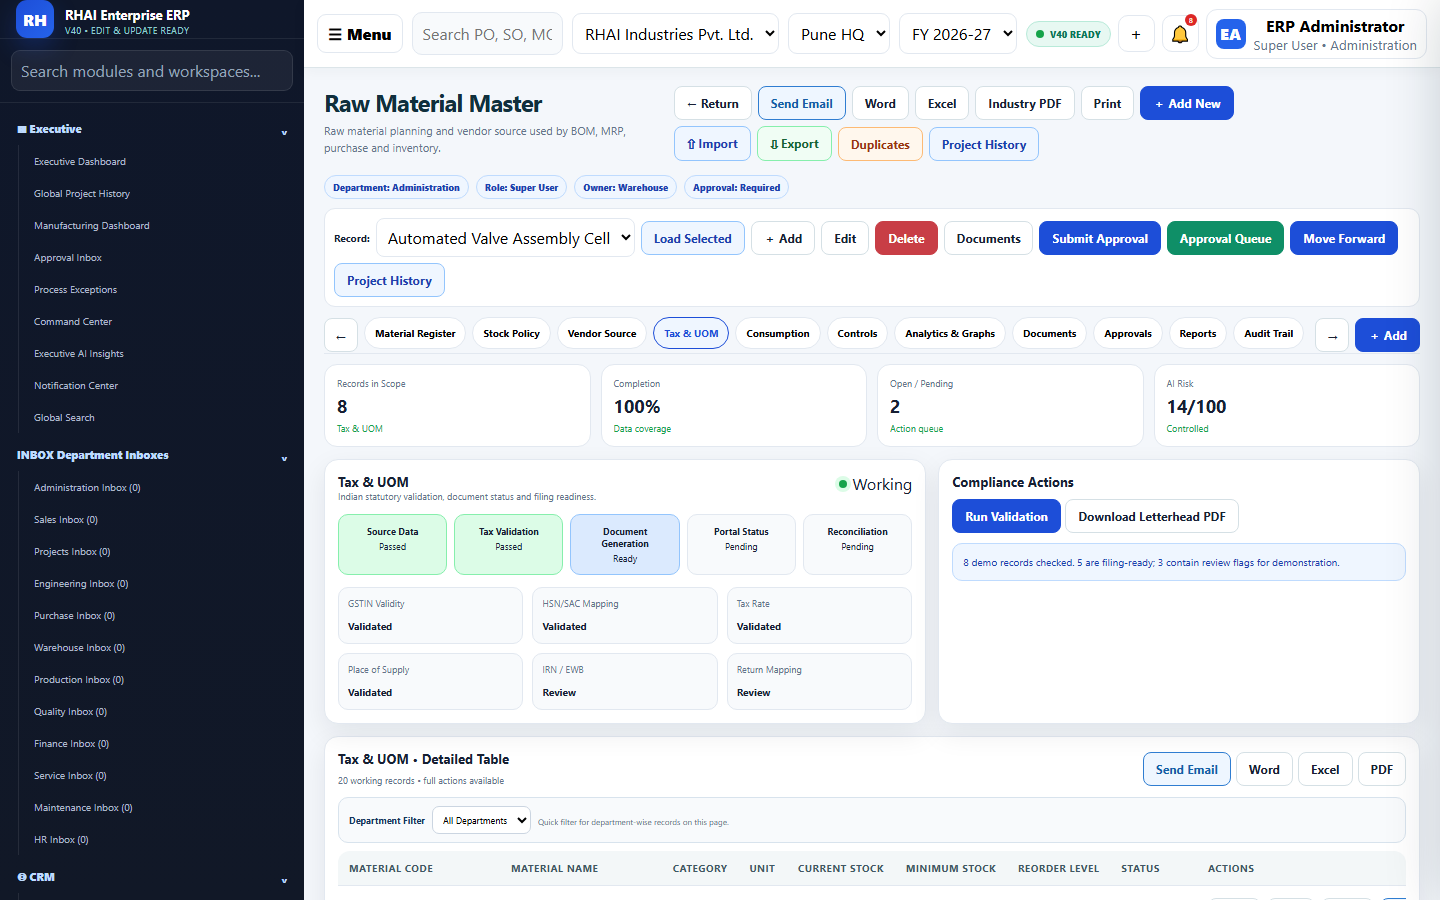 RH
RHAI Enterprise ERP
V40 • EDIT & UPDATE READY
Search modules and workspaces...
Executive
Executive Dashboard
Global Project History
Manufacturing Dashboard
Approval Inbox
Process Exceptions
Command Center
Executive AI Insights
Notification Center
Global Search
INBOX Department Inboxes
Administration Inbox (0)
Sales Inbox (0)
Projects Inbox (0)
Engineering Inbox (0)
Purchase Inbox (0)
Warehouse Inbox (0)
Production Inbox (0)
Quality Inbox (0)
Finance Inbox (0)
Service Inbox (0)
Maintenance Inbox (0)
HR Inbox (0)
CRM
☰ Menu
Search PO, SO, MC
RHAI Industries Pvt. Ltd.
Pune HQ
FY 2026-27
V40 READY
+
8
EA
ERP Administrator
Super User • Administration
Raw Material Master
Raw material planning and vendor source used by BOM, MRP,
purchase and inventory.
← Return
Send Email
Word
Excel
Industry PDF
Print
+ Add New
⇧ Import
⇩ Export
Duplicates
Project History
Department: Administration
Role: Super User
Owner: Warehouse
Approval: Required
Record:
Automated Valve Assembly Cell
Load Selected
+ Add
Edit
Delete
Documents
Submit Approval
Approval Queue
Move Forward
Project History
←
Material Register
Stock Policy
Vendor Source
Tax & UOM
Consumption
Controls
Analytics & Graphs
Documents
Approvals
Reports
Audit Trail
→
+ Add
Records in Scope
8
Tax & UOM
Completion
100%
Data coverage
Open / Pending
2
Action queue
AI Risk
14/100
Controlled
Tax & UOM
Indian statutory validation, document status and filing readiness.
Working
Source Data
Passed
Tax Validation
Passed
Document
Generation
Ready
Portal Status
Pending
Reconciliation
Pending
GSTIN Validity
Validated
HSN/SAC Mapping
Validated
Tax Rate
Validated
Place of Supply
Validated
IRN / EWB
Review
Return Mapping
Review
Compliance Actions
Run Validation
Download Letterhead PDF
8 demo records checked. 5 are filing-ready; 3 contain review flags for demonstration.
Tax & UOM • Detailed Table
20 working records • full actions available
Send Email
Word
Excel
PDF
Department Filter
All Departments
Quick filter for department-wise records on this page.
MATERIAL CODE
MATERIAL NAME
CATEGORY
UNIT
CURRENT STOCK
MINIMUM STOCK
REORDER LEVEL
STATUS
ACTIONS